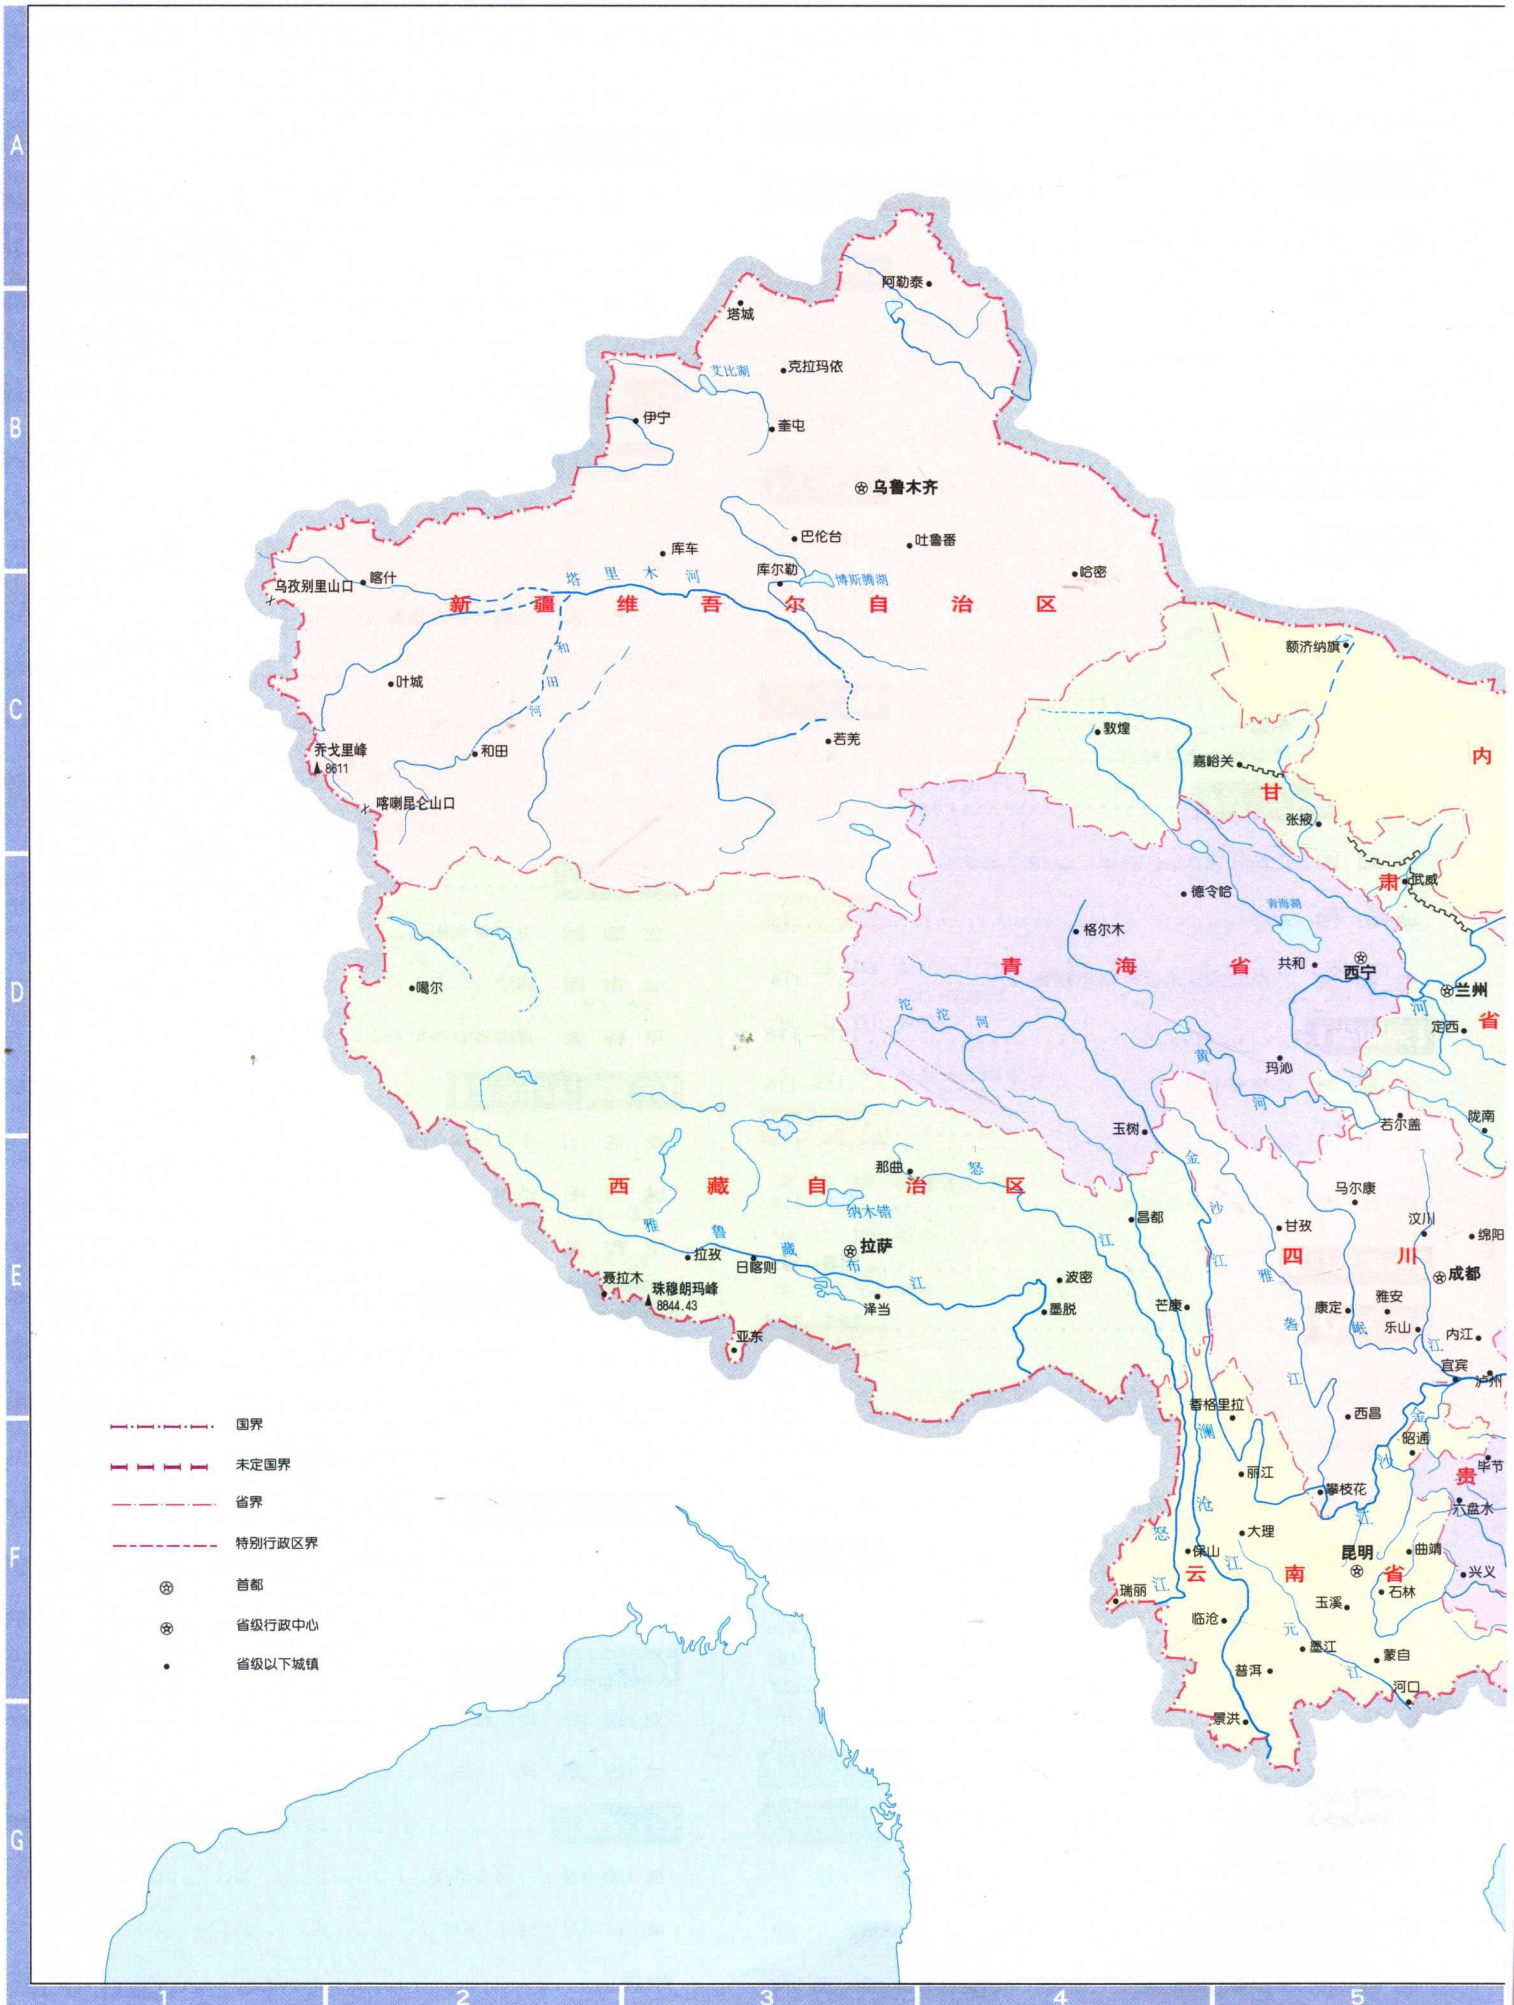 A
B
C
D
E
F
G
1
2
3
4
5
阿勒泰
塔城
艾比湖
克拉玛依
伊宁
奎屯
乌鲁木齐
库车
巴伦台
吐鲁番
塔里木河
库尔勒
博斯腾湖
哈密
乌孜别里山口
喀什
新疆维吾尔自治区
额济纳旗
和田河
叶城
敦煌
乔戈里峰
8611
和田
若羌
嘉峪关
内
甘
喀喇昆仑山口
张掖
肃
武威
德令哈
青海湖
格尔木
青海省
共和
西宁
噶尔
兰州
沱沱河
河
定西
省
黄
玛沁
河
玉树
若尔盖
陇南
金
那曲
怒
西藏自治区
马尔康
纳木错
昌都
沙
甘孜
汶川
绵阳
雅鲁藏布江
拉萨
江
江
四川
拉孜
日喀则
雅
成都
聂拉木
珠穆朗玛峰
8844.43
泽当
波密
墨脱
芒康
康定
雅安
砻
岷
乐山
江
内江
亚东
江
宜宾
泸州
香格里拉
西昌
金
国界
澜
昭通
未定国界
丽江
沙
贵
毕节
攀枝花
省界
沧
江
六盘水
特别行政区界
怒
大理
保山
江
昆明
曲靖
云南省
兴义
首都
江
瑞丽
石林
玉溪
省级行政中心
临沧
元
墨江
蒙自
省级以下城镇
普洱
江
河口
景洪